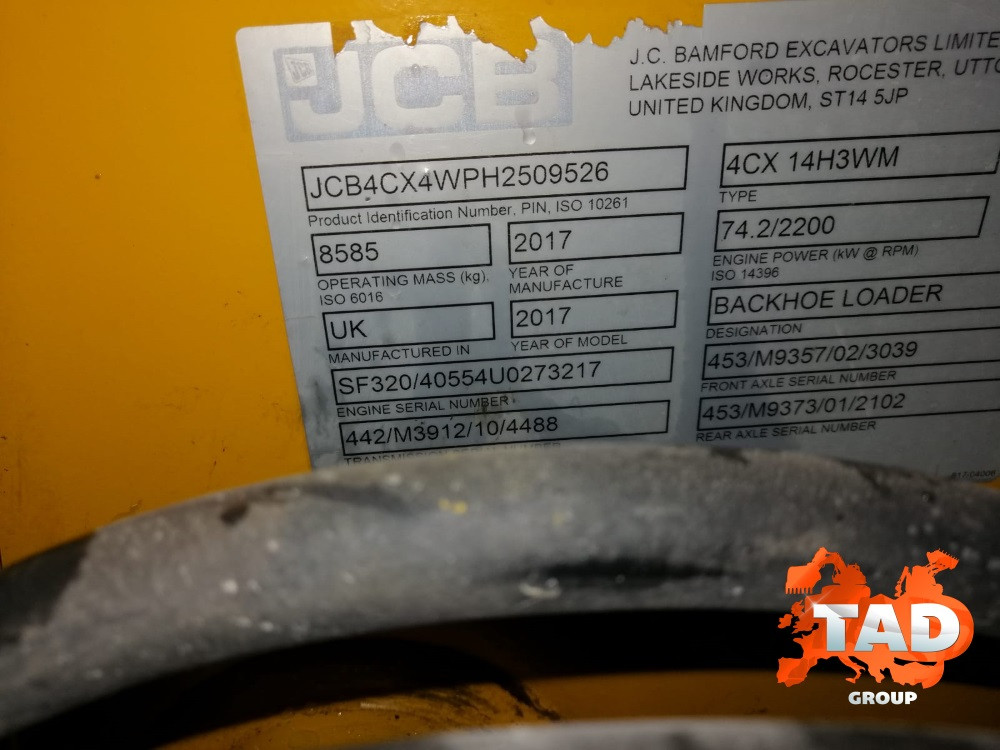 JCB
J.C. BAMFORD EXCAVATORS LIMITE
LAKESIDE WORKS, ROCESTER, UTTO
UNITED KINGDOM, ST14 5JP
JCB4CX4WPH2509526
Product Identification Number, PIN, ISO 10261
4CX 14H3WM
TYPE
8585
OPERATING MASS (kg),
ISO 6016
2017
YEAR OF
MANUFACTURE
74.2/2200
ENGINE POWER (kW @ RPM)
ISO 14396
UK
MANUFACTURED IN
2017
YEAR OF MODEL
BACKHOE LOADER
DESIGNATION
SF320/40554U0273217
ENGINE SERIAL NUMBER
453/M9357/02/3039
FRONT AXLE SERIAL NUMBER
442/M3912/10/4488
453/M9373/01/2102
REAR AXLE SERIAL NUMBER
TAD
GROUP